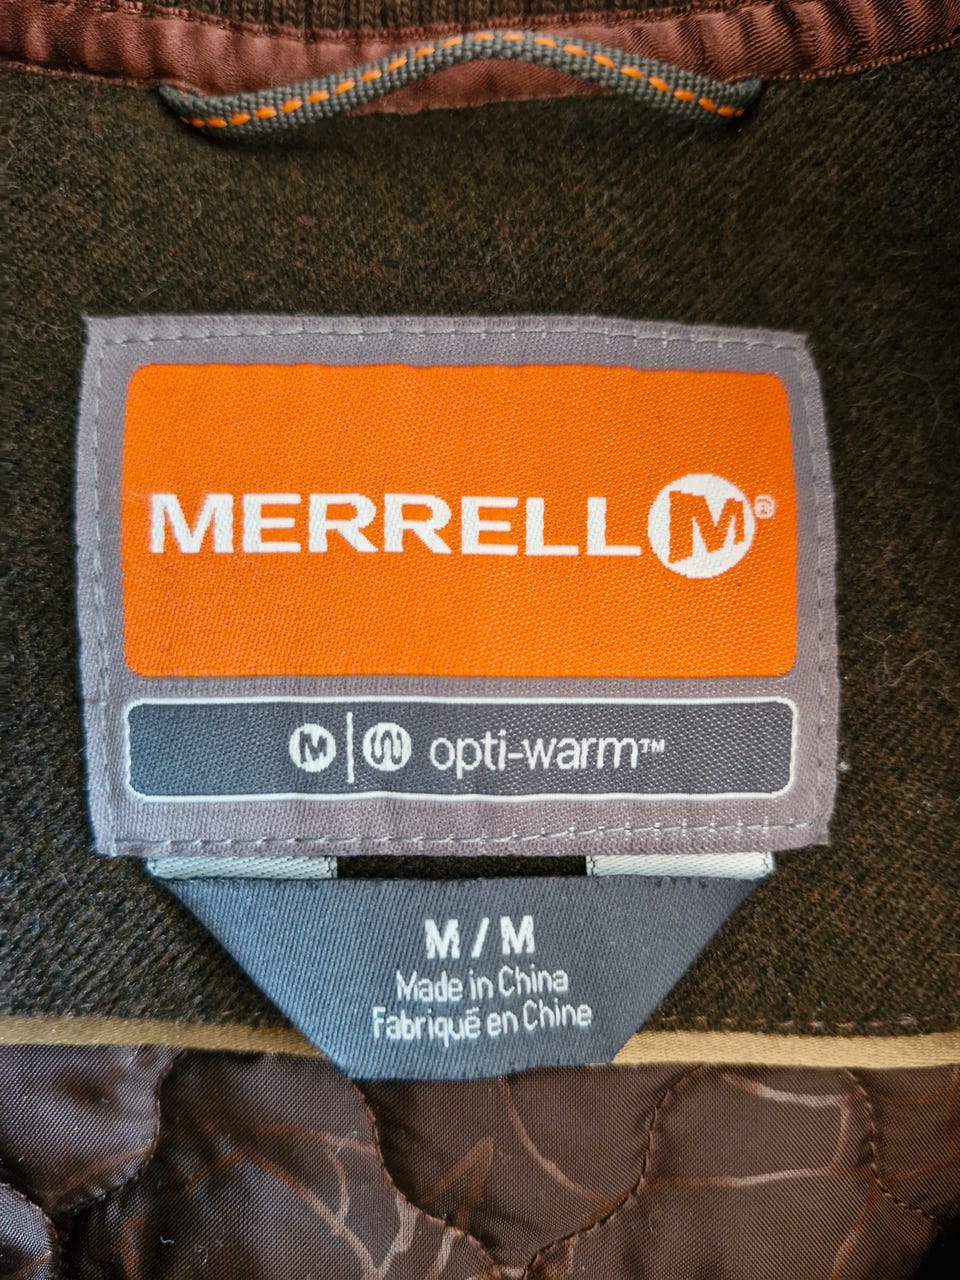 MERRELL M®
M | opti-warm™
M / M
Made in China
Fabriqué en Chine